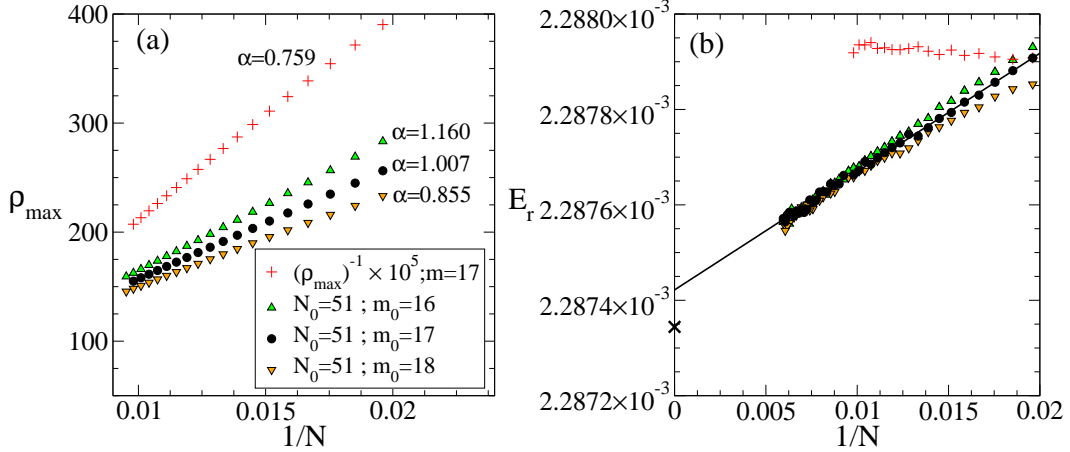 (a)
400
350
300
250
200
150
100
ρmax
α=0.759
α=1.160
α=1.007
α=0.855
(ρmax)⁻¹ × 10⁵;m=17
N₀=51 ; m₀=16
N₀=51 ; m₀=17
N₀=51 ; m₀=18
0.01
0.015
0.02
1/N
(b)
2.2880×10⁻³
2.2878×10⁻³
2.2876×10⁻³
2.2874×10⁻³
2.2872×10⁻³
Er
0
0.005
0.01
0.015
0.02
1/N